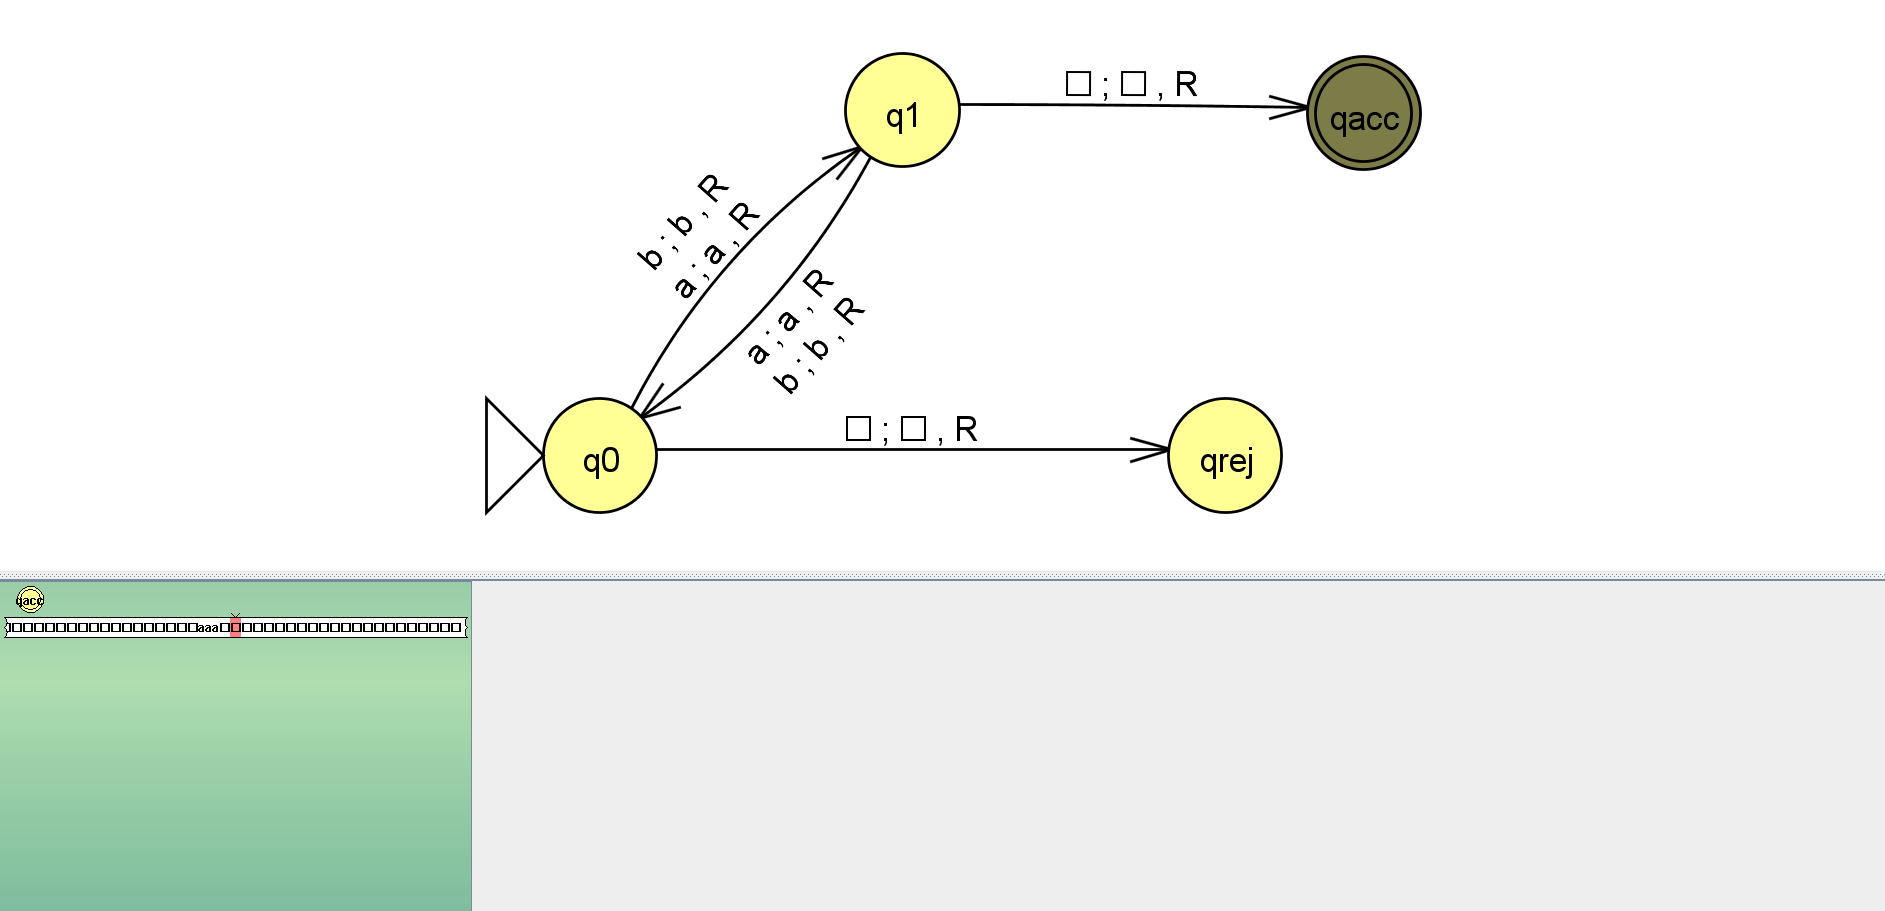 q1
□ ; □ , R
qacc
b ; b , R
a ; a , R
a ; a , R
b ; b , R
q0
□ ; □ , R
qrej
qacc
□□□□□□□□□□□□□□□□□□aaa□□□□□□□□□□□□□□□□□□□□□□